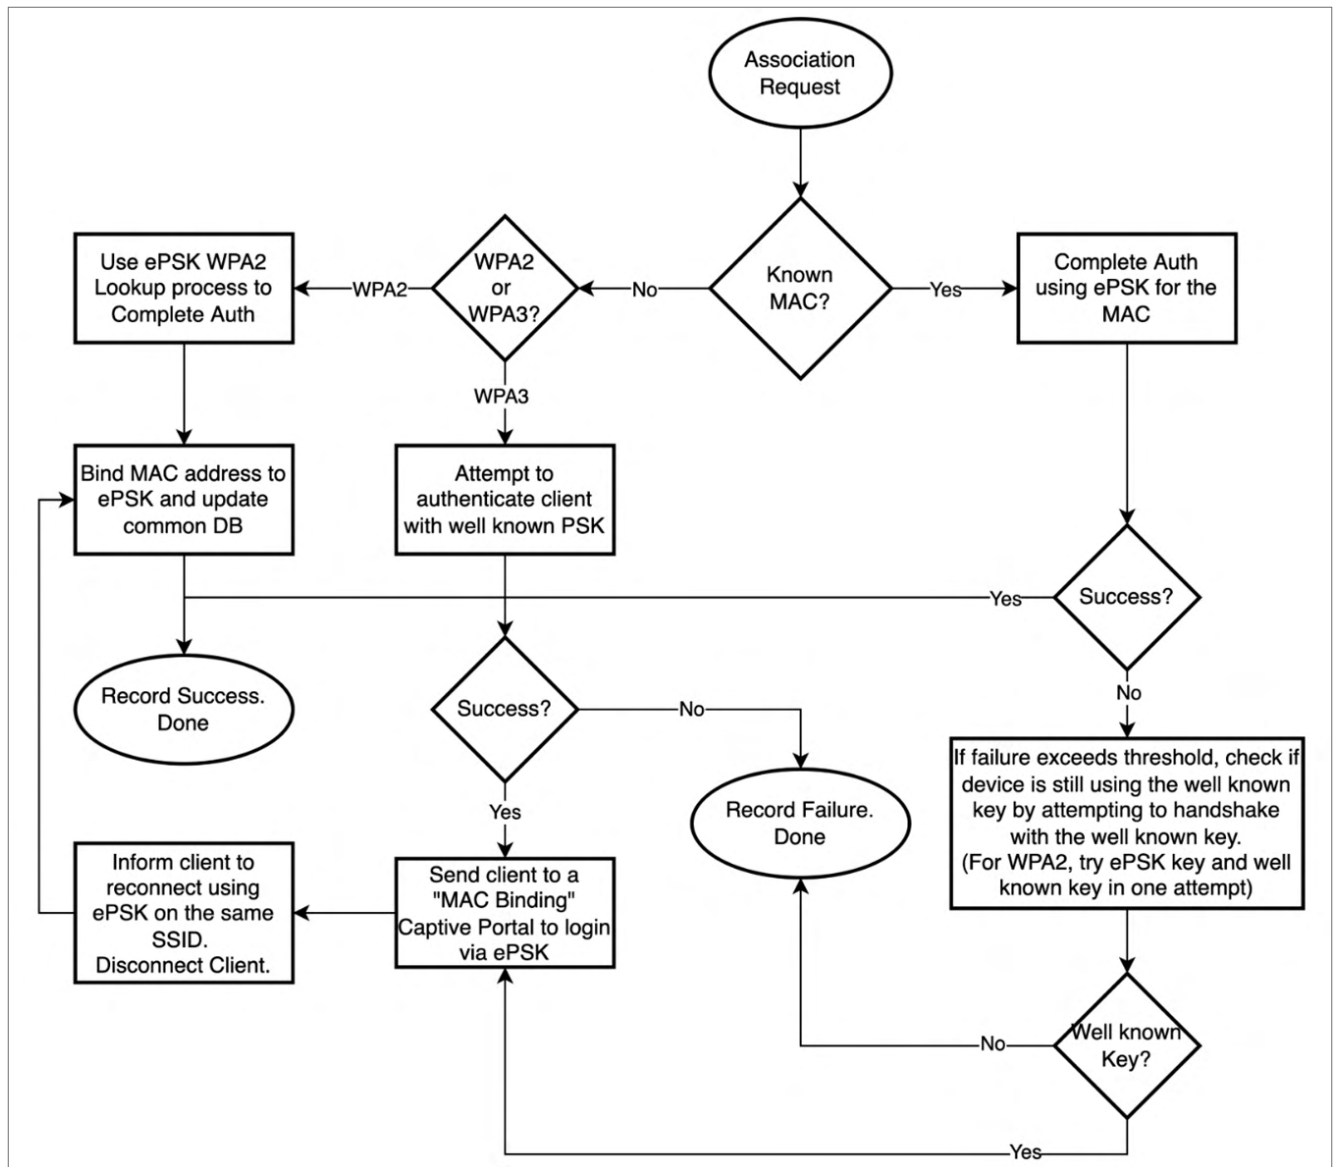 Association
Request
Known
MAC?
No
Yes
WPA2
or
WPA3?
WPA2
WPA3
Use ePSK WPA2
Lookup process to
Complete Auth
Complete Auth
using ePSK for the
MAC
Bind MAC address to
ePSK and update
common DB
Attempt to
authenticate client
with well known PSK
Success?
Yes
No
Record Success.
Done
Success?
No
Yes
Record Failure.
Done
If failure exceeds threshold, check if
device is still using the well known
key by attempting to handshake
with the well known key.
(For WPA2, try ePSK key and well
known key in one attempt)
Inform client to
reconnect using
ePSK on the same
SSID.
Disconnect Client.
Send client to a
"MAC Binding"
Captive Portal to login
via ePSK
Well known
Key?
No
Yes